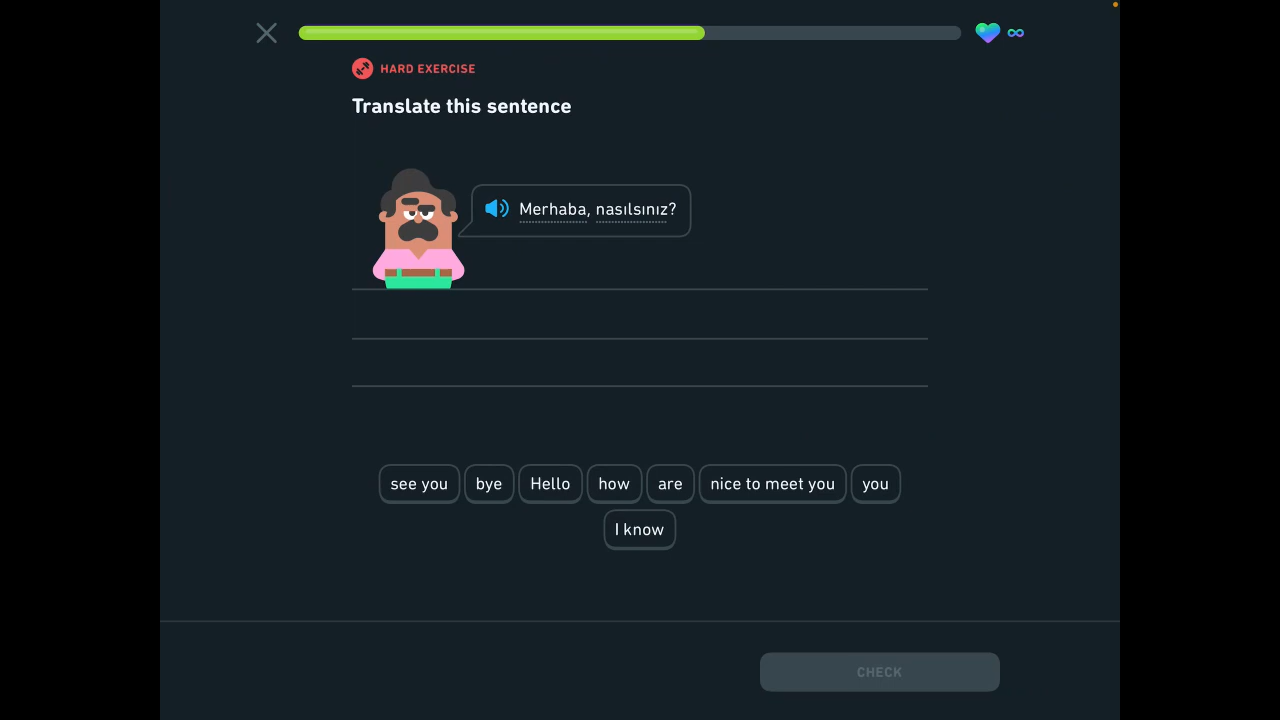 HARD EXERCISE
Translate this sentence
Merhaba, nasılsınız?
see you bye Hello how are nice to meet you you
I know
CHECK